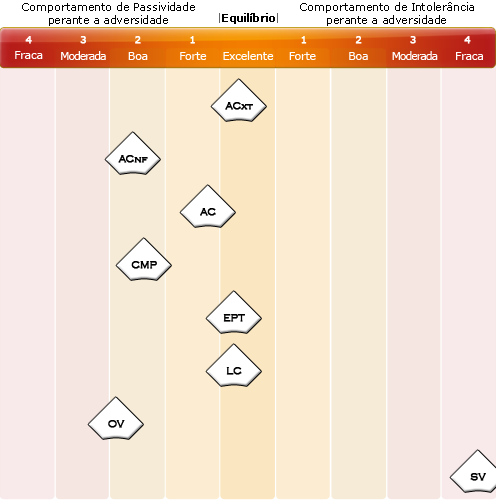 Comportamento de Passividade
perante a adversidade
|Equilíbrio|
Comportamento de Intolerância
perante a adversidade
4 3 2 1 1 2 3 4
Fraca Moderada Boa Forte Excelente Forte Boa Moderada Fraca
ACXT
ACNF
AC
CMP
EPT
LC
OV
SV